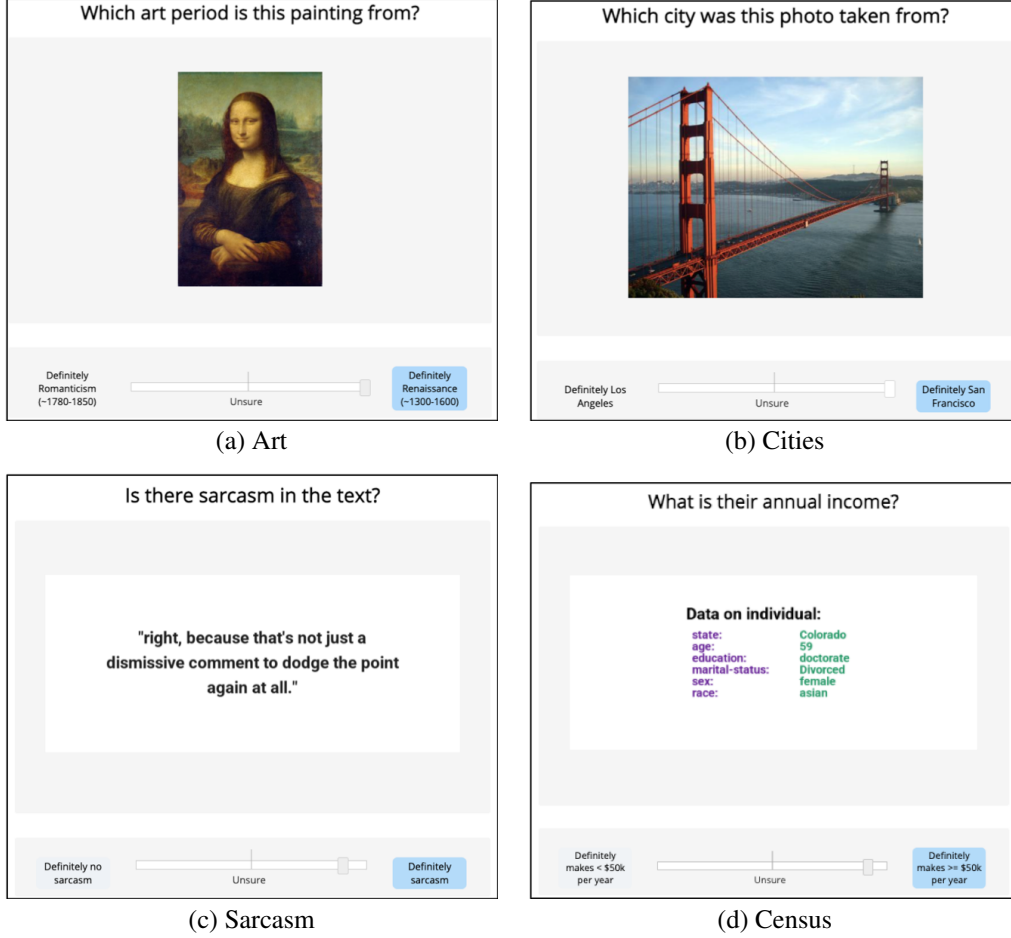 Which art period is this painting from?
Definitely
Romanticism
(~1780-1850)
Unsure
Definitely
Renaissance
(~1300-1600)
(a) Art
Which city was this photo taken from?
Definitely Los
Angeles
Unsure
Definitely San
Francisco
(b) Cities
Is there sarcasm in the text?
"right, because that's not just a
dismissive comment to dodge the point
again at all."
Definitely no
sarcasm
Unsure
Definitely
sarcasm
(c) Sarcasm
What is their annual income?
Data on individual:
state: Colorado
age: 59
education: doctorate
marital-status: Divorced
sex: female
race: asian
Definitely
makes < $50k
per year
Unsure
Definitely
makes >= $50k
per year
(d) Census